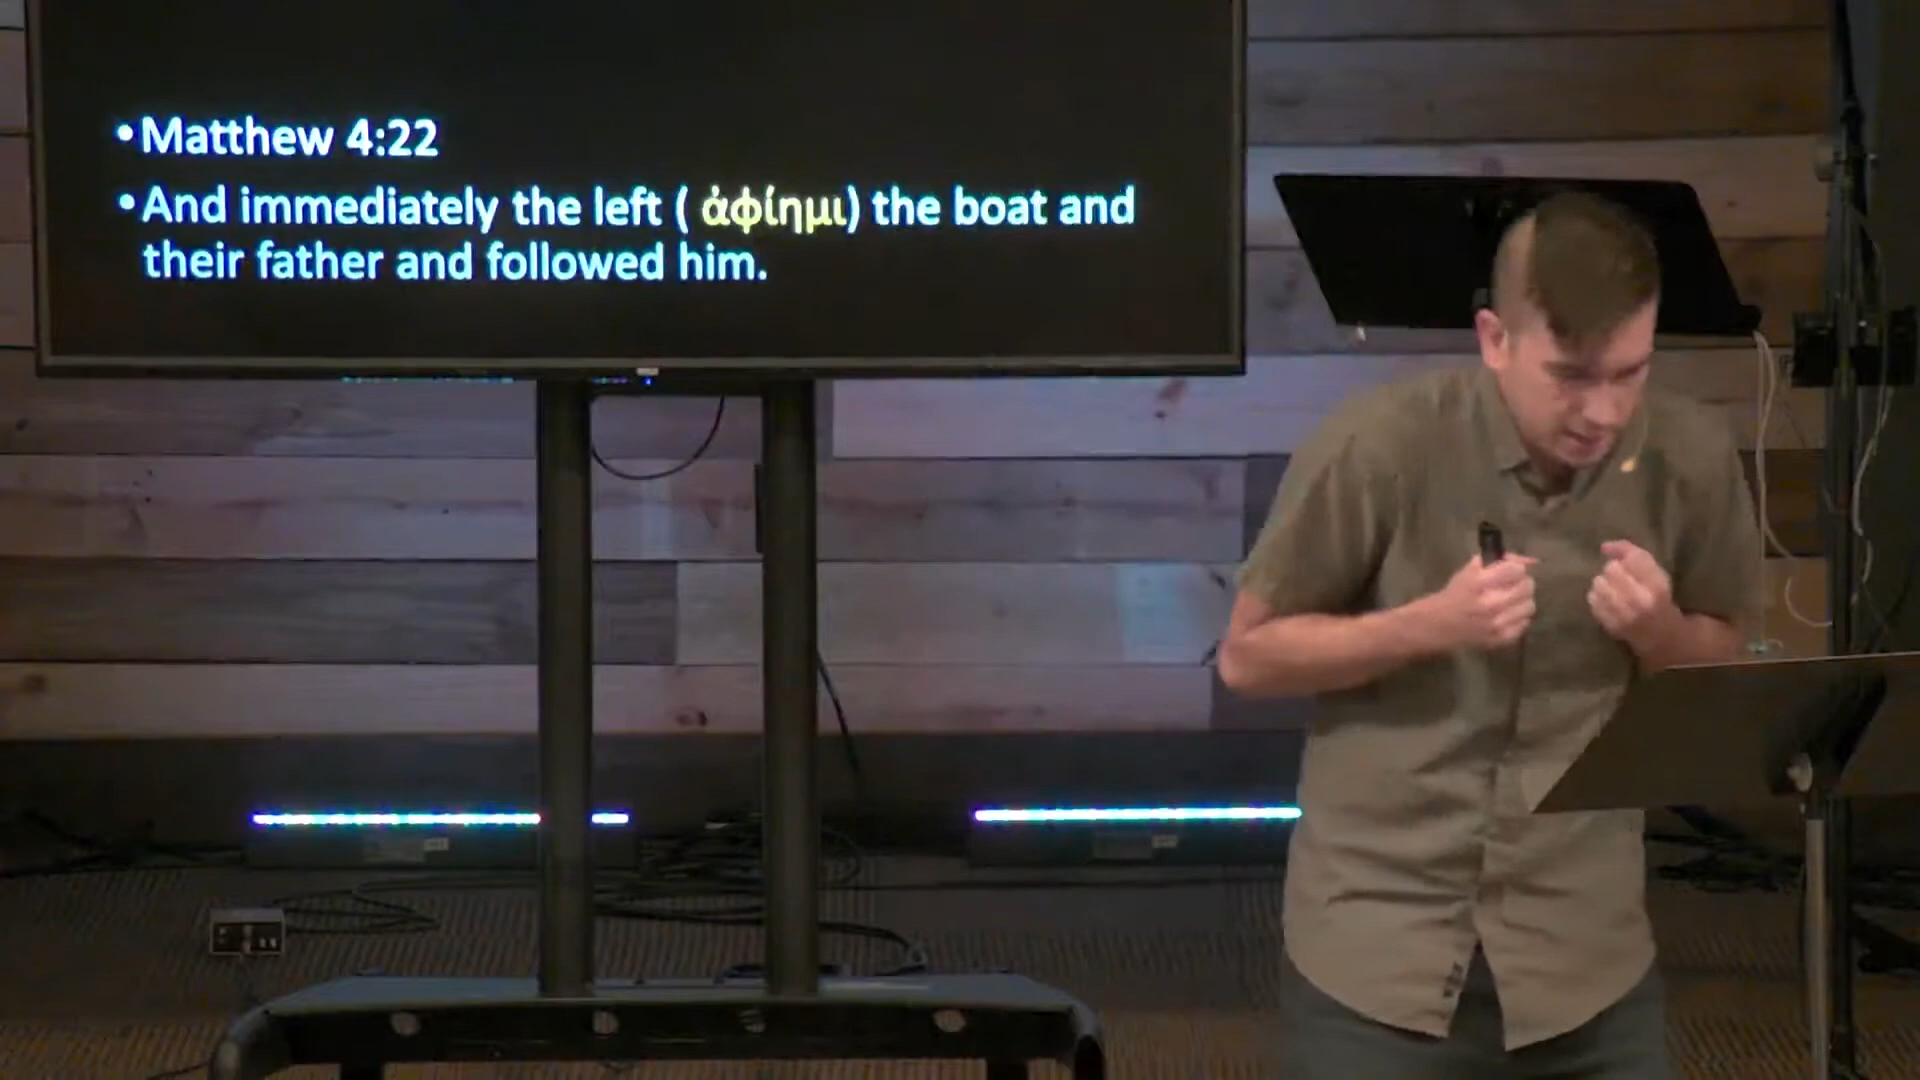 • Matthew 4:22
• And immediately the left ( ἀφίημι) the boat and
their father and followed him.